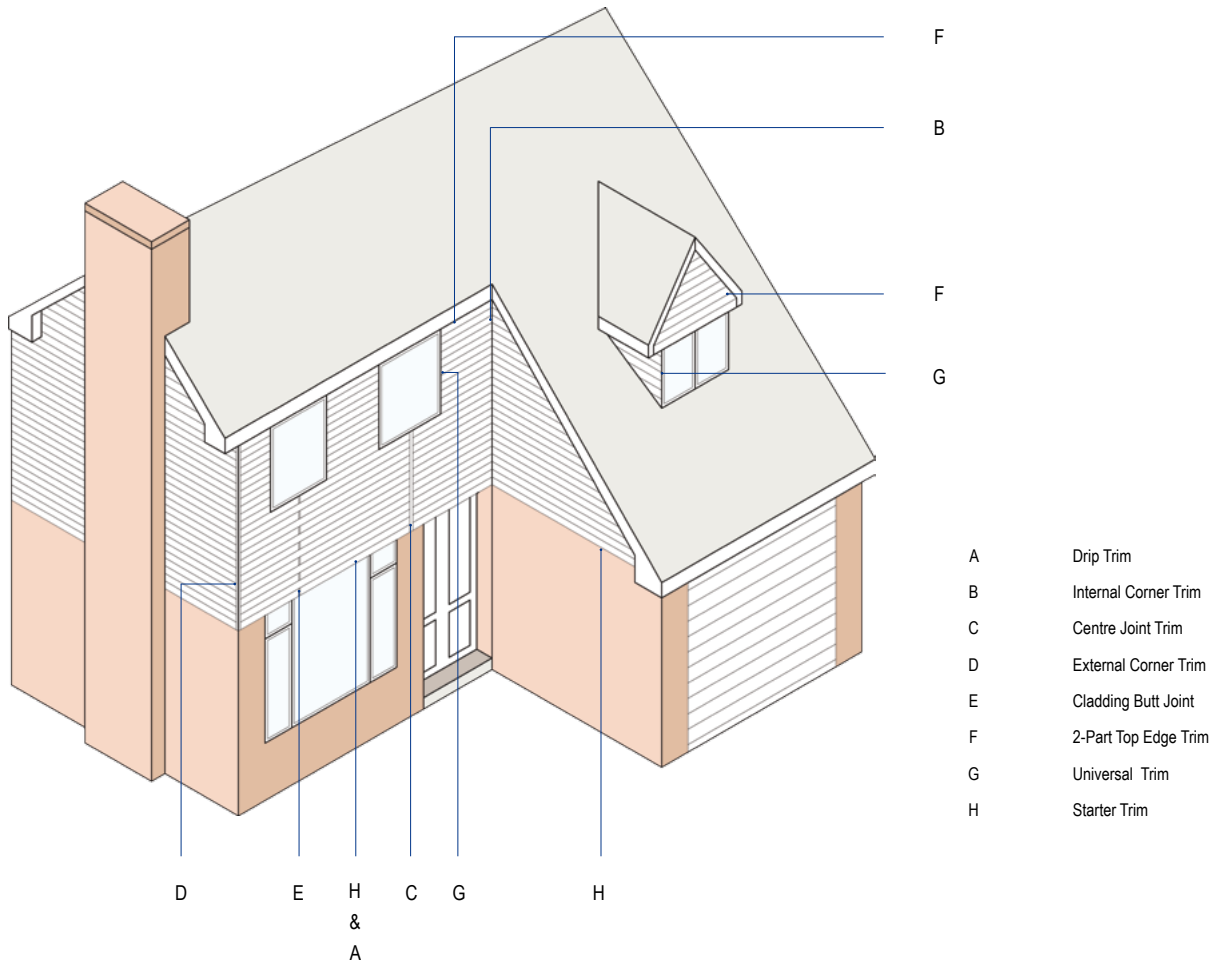 F
B
F
G
A Drip Trim
B Internal Corner Trim
C Centre Joint Trim
D External Corner Trim
E Cladding Butt Joint
F 2-Part Top Edge Trim
G Universal Trim
H Starter Trim
D E H C G H
&
A